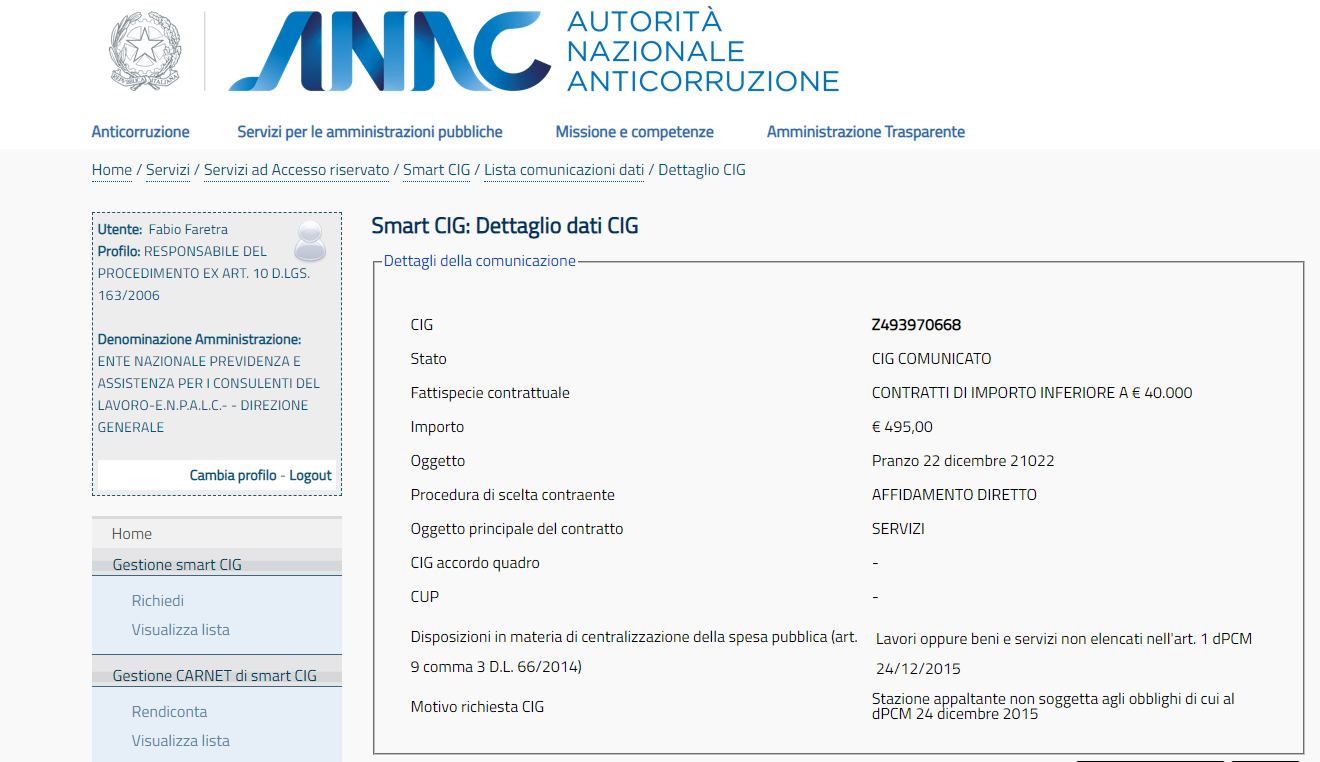 REPVBBLICA ITALIANA
ANAC
AUTORITÀ
NAZIONALE
ANTICORRUZIONE
Anticorruzione Servizi per le amministrazioni pubbliche Missione e competenze Amministrazione Trasparente
Home / Servizi / Servizi ad Accesso riservato / Smart CIG / Lista comunicazioni dati / Dettaglio CIG
Utente: Fabio Faretra
Profilo: RESPONSABILE DEL
PROCEDIMENTO EX ART. 10 D.LGS.
163/2006
Denominazione Amministrazione:
ENTE NAZIONALE PREVIDENZA E
ASSISTENZA PER I CONSULENTI DEL
LAVORO-E.N.P.A.L.C.- - DIREZIONE
GENERALE
Cambia profilo - Logout
Home
Gestione smart CIG
Richiedi
Visualizza lista
Gestione CARNET di smart CIG
Rendiconta
Visualizza lista
Smart CIG: Dettaglio dati CIG
Dettagli della comunicazione
CIG Z493970668
Stato CIG COMUNICATO
Fattispecie contrattuale CONTRATTI DI IMPORTO INFERIORE A € 40.000
Importo € 495,00
Oggetto Pranzo 22 dicembre 21022
Procedura di scelta contraente AFFIDAMENTO DIRETTO
Oggetto principale del contratto SERVIZI
CIG accordo quadro -
CUP -
Disposizioni in materia di centralizzazione della spesa pubblica (art. Lavori oppure beni e servizi non elencati nell'art. 1 dPCM
9 comma 3 D.L. 66/2014) 24/12/2015
Motivo richiesta CIG Stazione appaltante non soggetta agli obblighi di cui al
dPCM 24 dicembre 2015